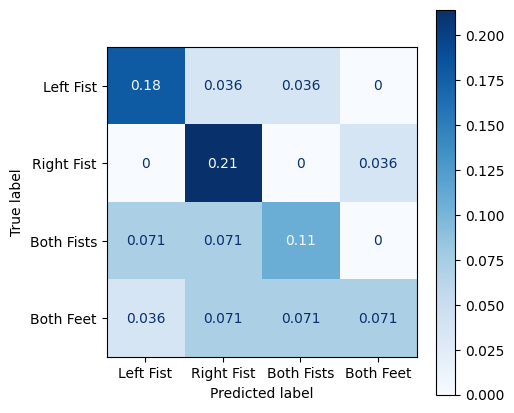 Left Fist 0.18 0.036 0.036 0
Right Fist 0 0.21 0 0.036
Both Fists 0.071 0.071 0.11 0
Both Feet 0.036 0.071 0.071 0.071
Left Fist Right Fist Both Fists Both Feet
Predicted label
True label
0.200
0.175
0.150
0.125
0.100
0.075
0.050
0.025
0.000